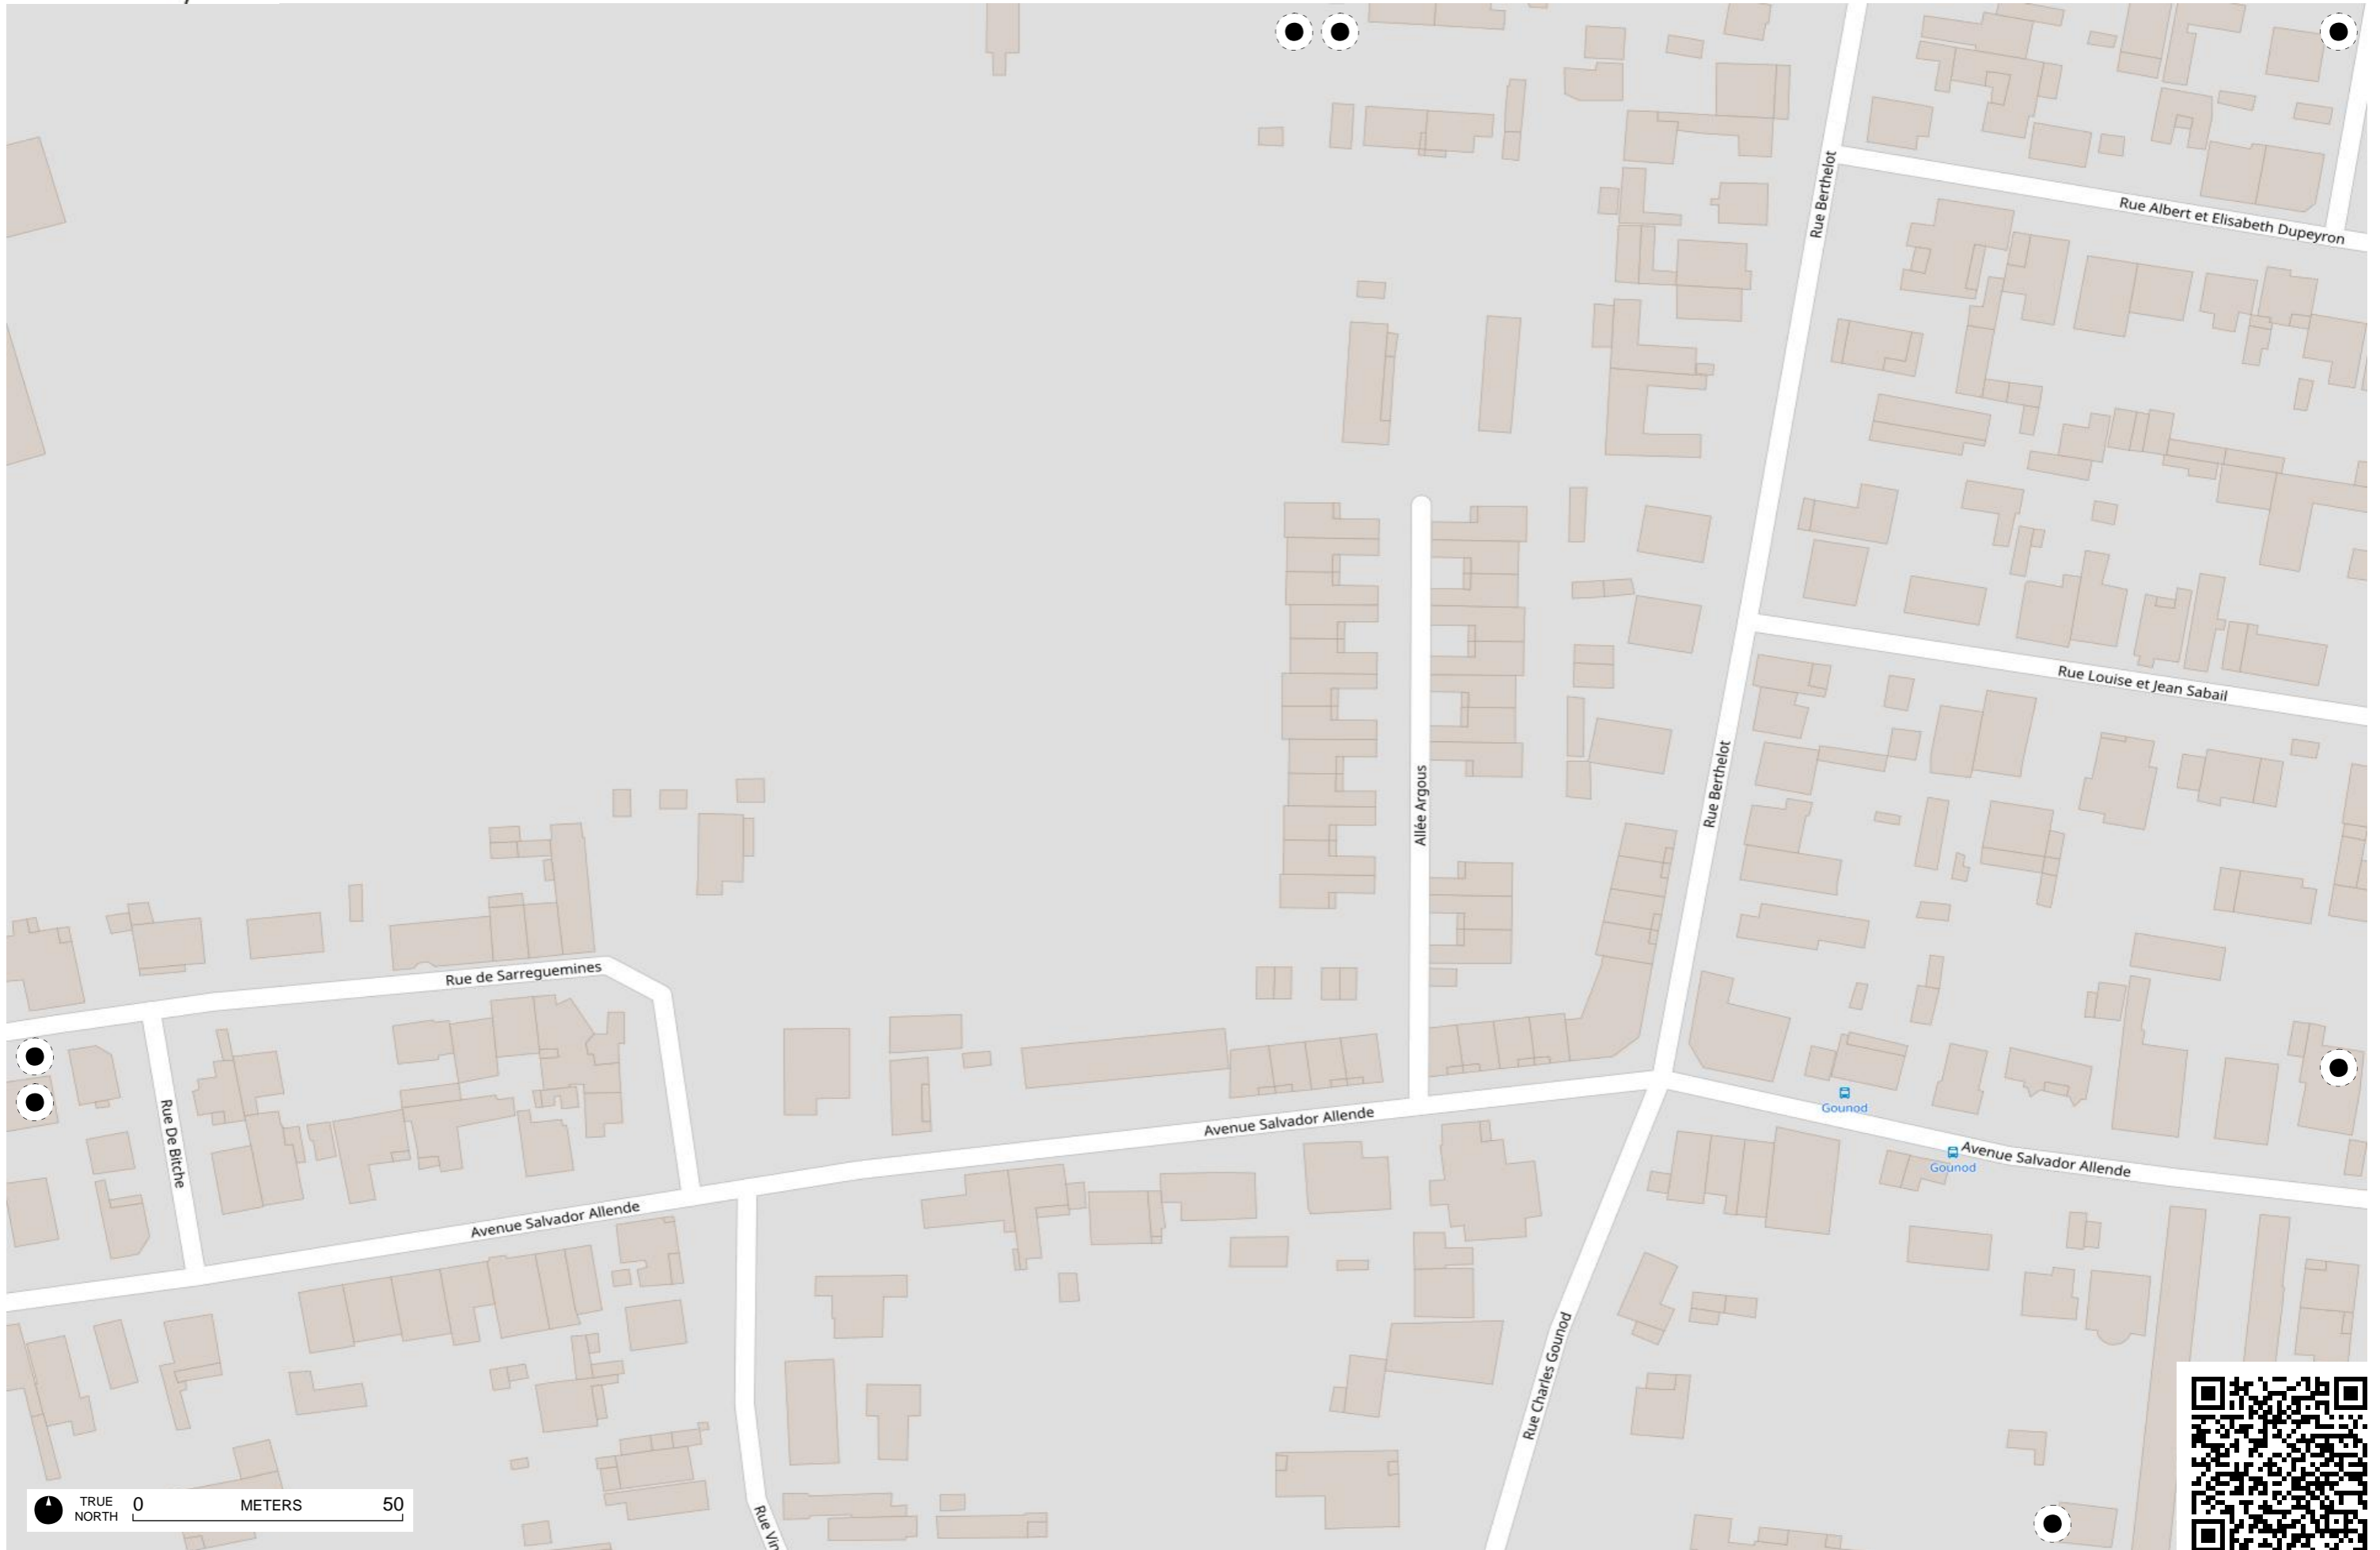 Rue Berthelot
Rue Albert et Elisabeth Dupeyron
Rue Louise et Jean Sabail
Rue Berthelot
Allée Argous
Rue de Sarreguemines
Rue De Bitche
Avenue Salvador Allende
Gounod
Gounod
Avenue Salvador Allende
Avenue Salvador Allende
Rue Charles Gounod
TRUE
NORTH
0 METERS 50
Rue Vin